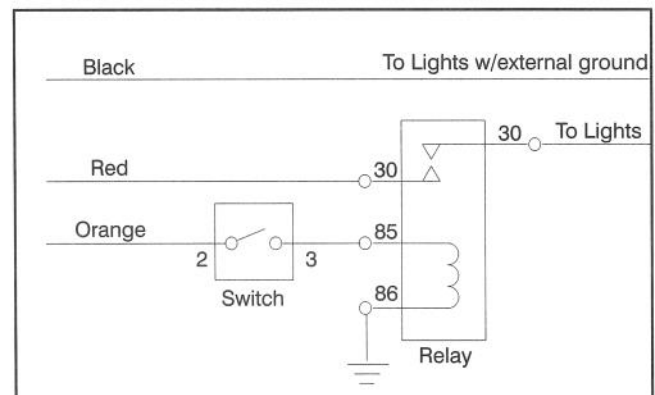 Black
To Lights w/external ground
30
To Lights
Red
30
Orange
2
3
85
Switch
86
Relay